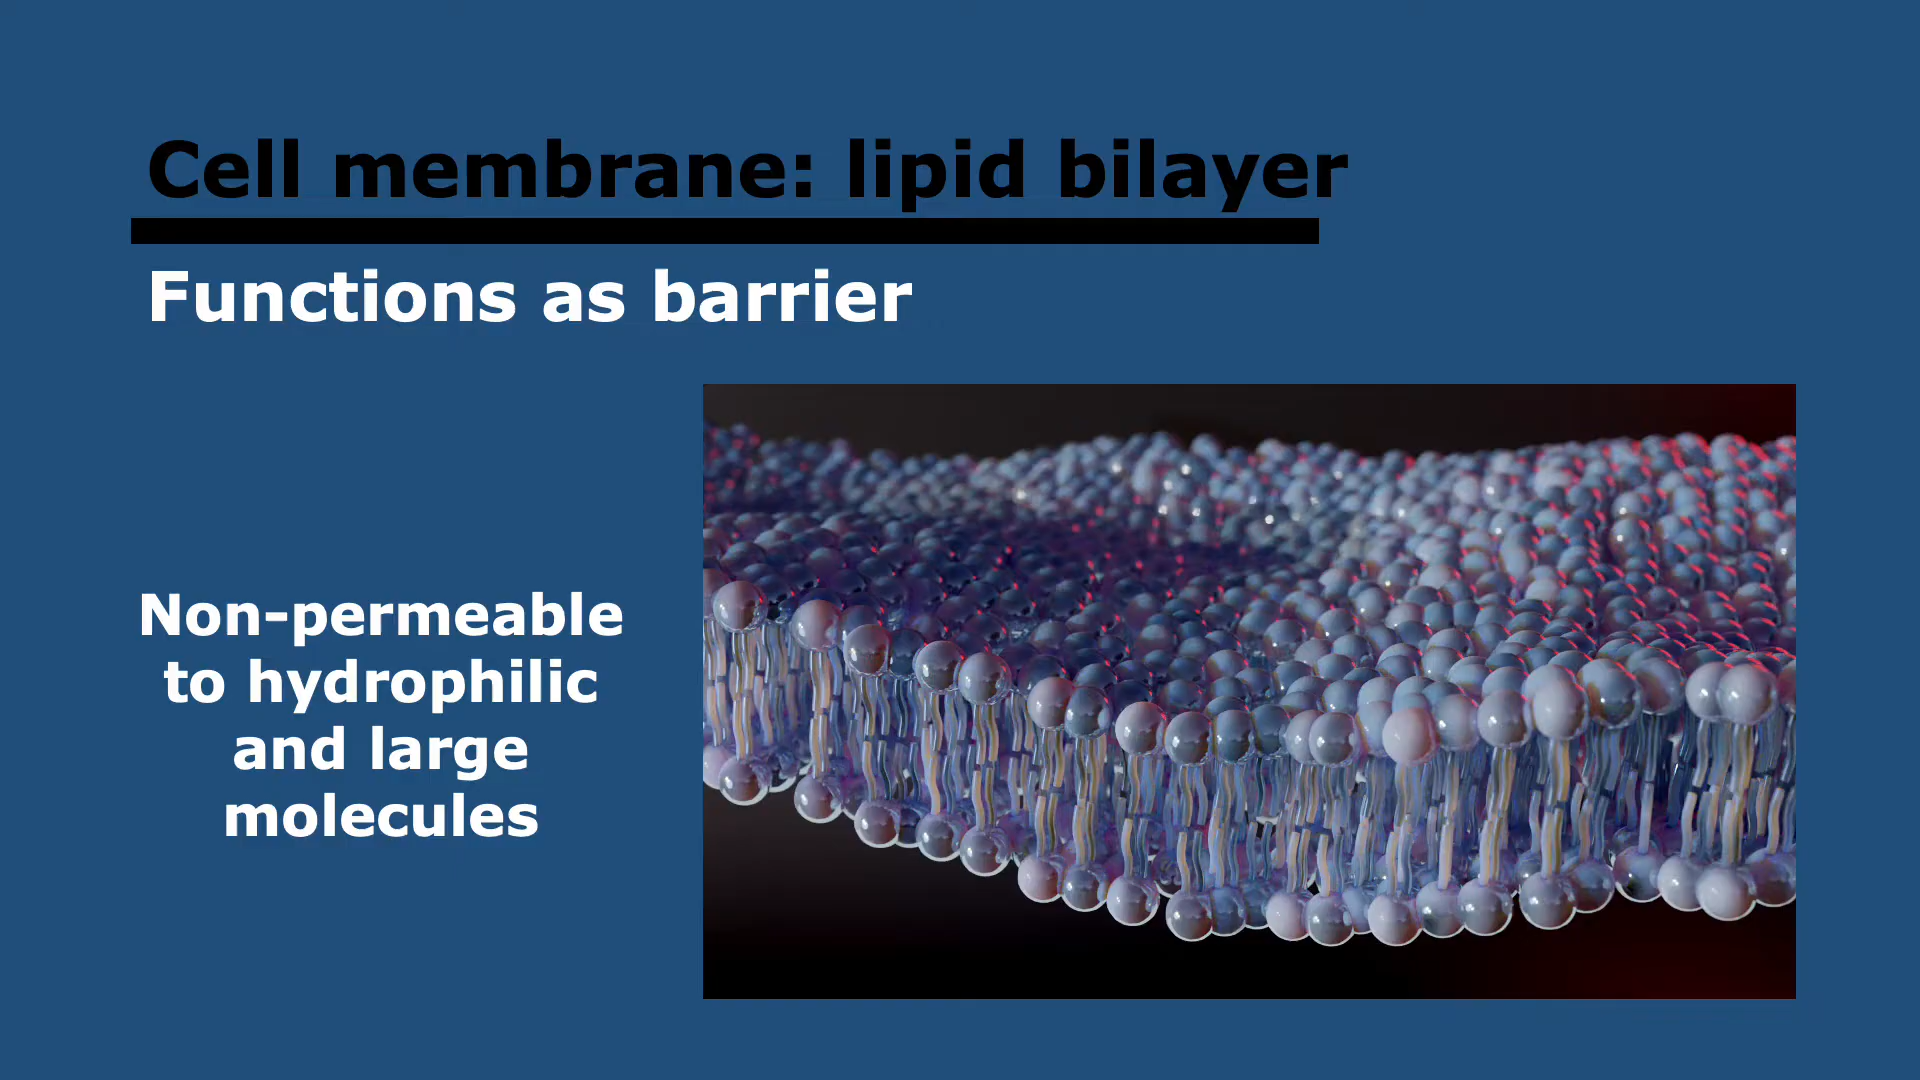 Cell membrane: lipid bilayer
Functions as barrier
Non-permeable
to hydrophilic
and large
molecules